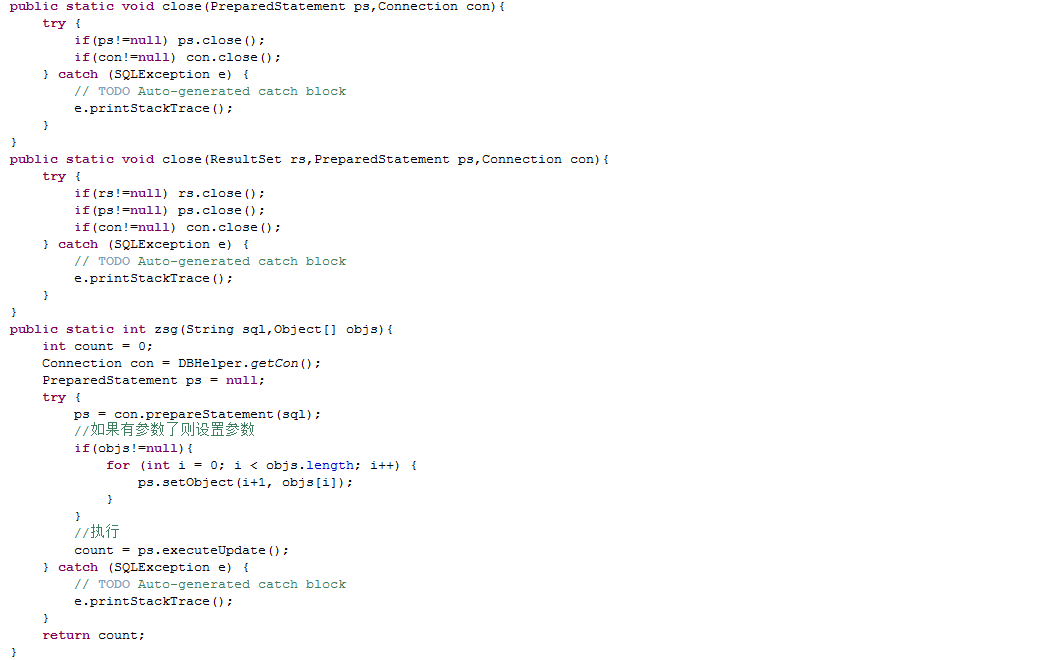 public static void close(PreparedStatement ps,Connection con){
    try {
        if(ps!=null) ps.close();
        if(con!=null) con.close();
    } catch (SQLException e) {
        // TODO Auto-generated catch block
        e.printStackTrace();
    }
}
public static void close(ResultSet rs,PreparedStatement ps,Connection con){
    try {
        if(rs!=null) rs.close();
        if(ps!=null) ps.close();
        if(con!=null) con.close();
    } catch (SQLException e) {
        // TODO Auto-generated catch block
        e.printStackTrace();
    }
}
public static int zsg(String sql,Object[] objs){
    int count = 0;
    Connection con = DBHelper.getCon();
    PreparedStatement ps = null;
    try {
        ps = con.prepareStatement(sql);
        //如果有参数了则设置参数
        if(objs!=null){
            for (int i = 0; i < objs.length; i++) {
                ps.setObject(i+1, objs[i]);
            }
        }
        //执行
        count = ps.executeUpdate();
    } catch (SQLException e) {
        // TODO Auto-generated catch block
        e.printStackTrace();
    }
    return count;
}